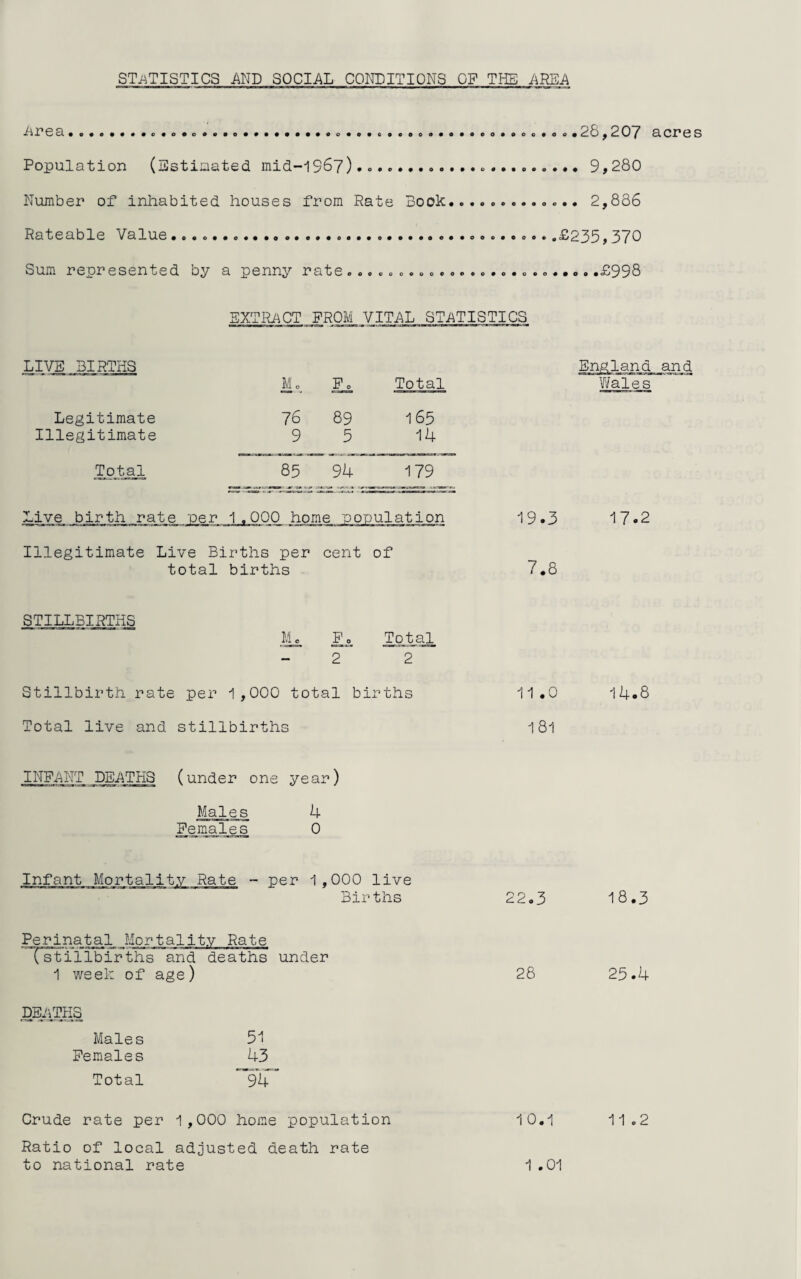 STATISTICS AND SOCIAL CONDITIONS OF THE AREA
Area..............................................................28,207 acres
Population (Estimated mid-1967)........................ 9,280
Number of inhabited houses from Rate Book............. 2,886
Rateable Value............................................£235,370
Sum represented by a penny rate...........................£998
EXTRACT FROM VITAL STATISTICS
LIVE BIRTHS England and
M. F. Total Wales
Legitimate 76 89 165
Illegitimate 9 5 14
Total 85 94 179
Live birth rate per 1,000 home population 19.3 17.2
Illegitimate Live Births per cent of
total births 7.8
STILLBIRTHS
M. F. Total
- 2 2
Stillbirth rate per 1,000 total births 11.0 14.8
Total live and stillbirths 181
INFANT DEATHS (under one year)
Males 4
Females 0
Infant Mortality Rate - per 1,000 live
Births 22.3 18.3
Perinatal Mortality Rate
(stillbirths and deaths under
1 week of age) 28 25.4
DEATHS
Males 51
Females 43
Total 94
Crude rate per 1,000 home population 10.1 11.2
Ratio of local adjusted death rate
to national rate 1.01